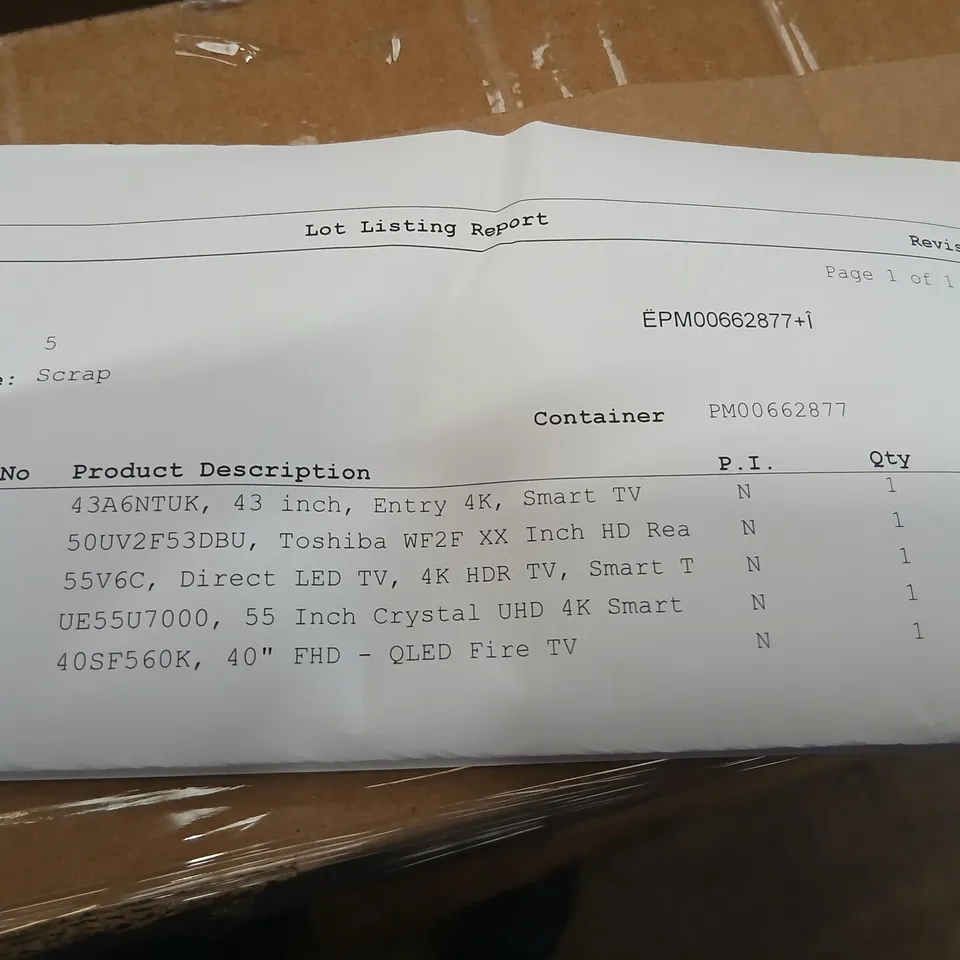 Lot Listing Report
Revis
Page 1 of 1
ËPM00662877+Î
5
e: Scrap
Container PM00662877
No Product Description P.I. Qty
43A6NTUK, 43 inch, Entry 4K, Smart TV N 1
50UV2F53DBU, Toshiba WF2F XX Inch HD Rea N 1
55V6C, Direct LED TV, 4K HDR TV, Smart T N 1
UE55U7000, 55 Inch Crystal UHD 4K Smart N 1
40SF560K, 40" FHD - QLED Fire TV N 1